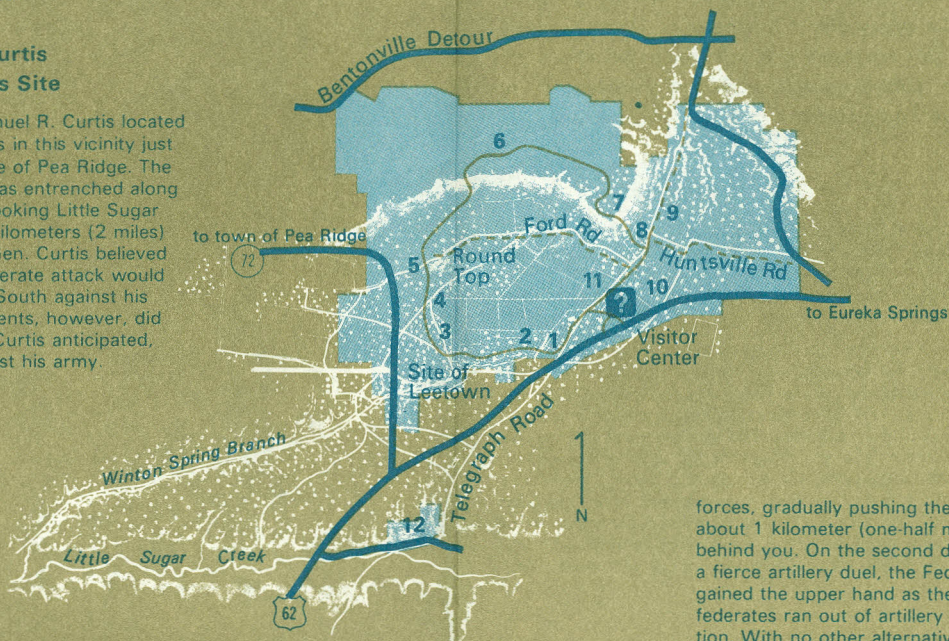 urtis
s Site
nuel R. Curtis located
s in this vicinity just
e of Pea Ridge. The
as entrenched along
ooking Little Sugar
ilometers (2 miles)
en. Curtis believed
erate attack would
South against his
ents, however, did
Curtis anticipated,
st his army.
Bentonville Detour
6
7
8
9
to town of Pea Ridge
72
Ford Rd
Huntsville Rd
5
Round
Top
11
10
4
?
to Eureka Springs
3
2
1
Visitor
Center
Site of
Leetown
Telegraph Road
Winton Spring Branch
N
12
Little Sugar Creek
62
forces, gradually pushing the
about 1 kilometer (one-half m
behind you. On the second d
a fierce artillery duel, the Fed
gained the upper hand as the
federates ran out of artillery
tion. With no other alternativ